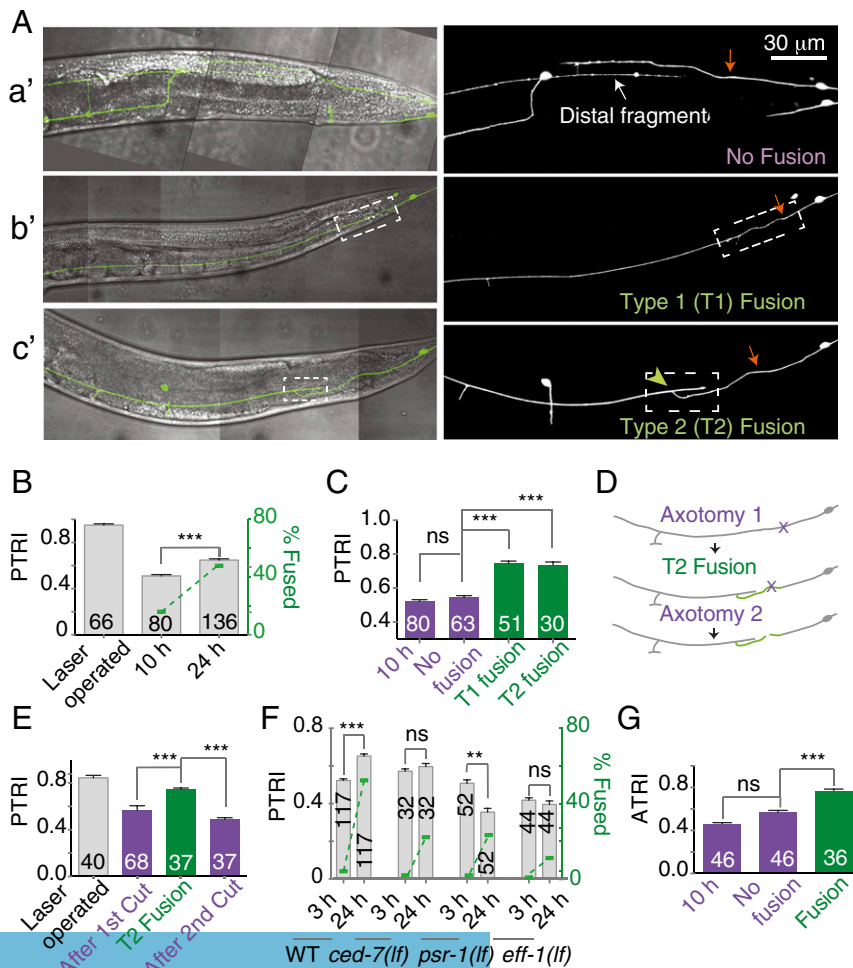 A
a'
30 μm
Distal fragment
No Fusion
b'
Type 1 (T1) Fusion
c'
Type 2 (T2) Fusion
B
PTRI
0.8
0.4
0
80
40
0
% Fused
***
66
80
136
Laser operated
10 h
24 h
C
PTRI
1.0
0.8
0.6
0.4
ns
***
***
80
63
51
30
10 h
No fusion
T1 fusion
T2 fusion
D
Axotomy 1
X
T2 Fusion
X
Axotomy 2
E
PTRI
0.8
0.4
0.0
***
***
40
68
37
37
Laser operated
After 1st Cut
T2 Fusion
After 2nd Cut
F
PTRI
0.8
0.4
0
80
40
0
% Fused
***
ns
**
ns
117
117
32
32
52
52
44
44
3 h
24 h
3 h
24 h
3 h
24 h
3 h
24 h
WT
ced-7(lf)
psr-1(lf)
eff-1(lf)
G
ATRI
0.8
0.4
0.0
ns
***
46
46
36
10 h
No fusion
Fusion